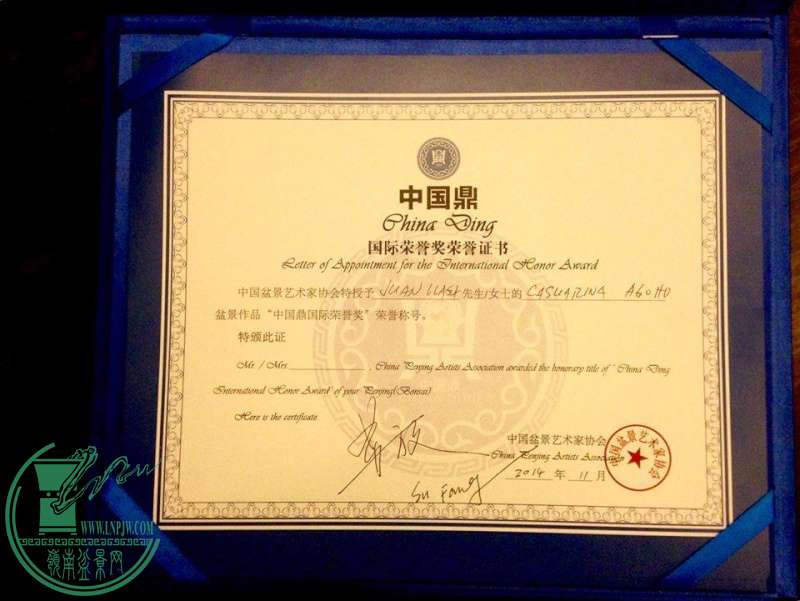 中国鼎
China Ding
国际荣誉奖荣誉证书
Letter of Appointment for the International Honor Award
中国盆景艺术家协会特授予 JUAN 先生/女士的 CASUARINA AGOHO
盆景作品“中国鼎国际荣誉奖”荣誉称号。
特颁此证
Mr. / Mrs. , China Penjing Artists Association awarded the honorary title of " China Ding
International Honor Award" of your Penjing(Bonsai)
Here is the certificate
中国盆景艺术家协会
China Penjing Artists Association
2014 年 11 月
Su Fang
中国盆景艺术家协会
WWW.LNPJW.COM
嶺南盆景网